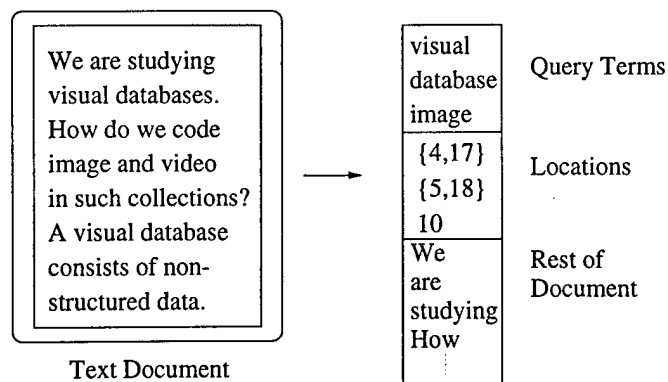 We are studying
visual databases.
How do we code
image and video
in such collections?
A visual database
consists of non-
structured data.
Text Document
visual
database
image
Query Terms
{4,17}
{5,18}
10
Locations
We
are
studying
How
Rest of
Document